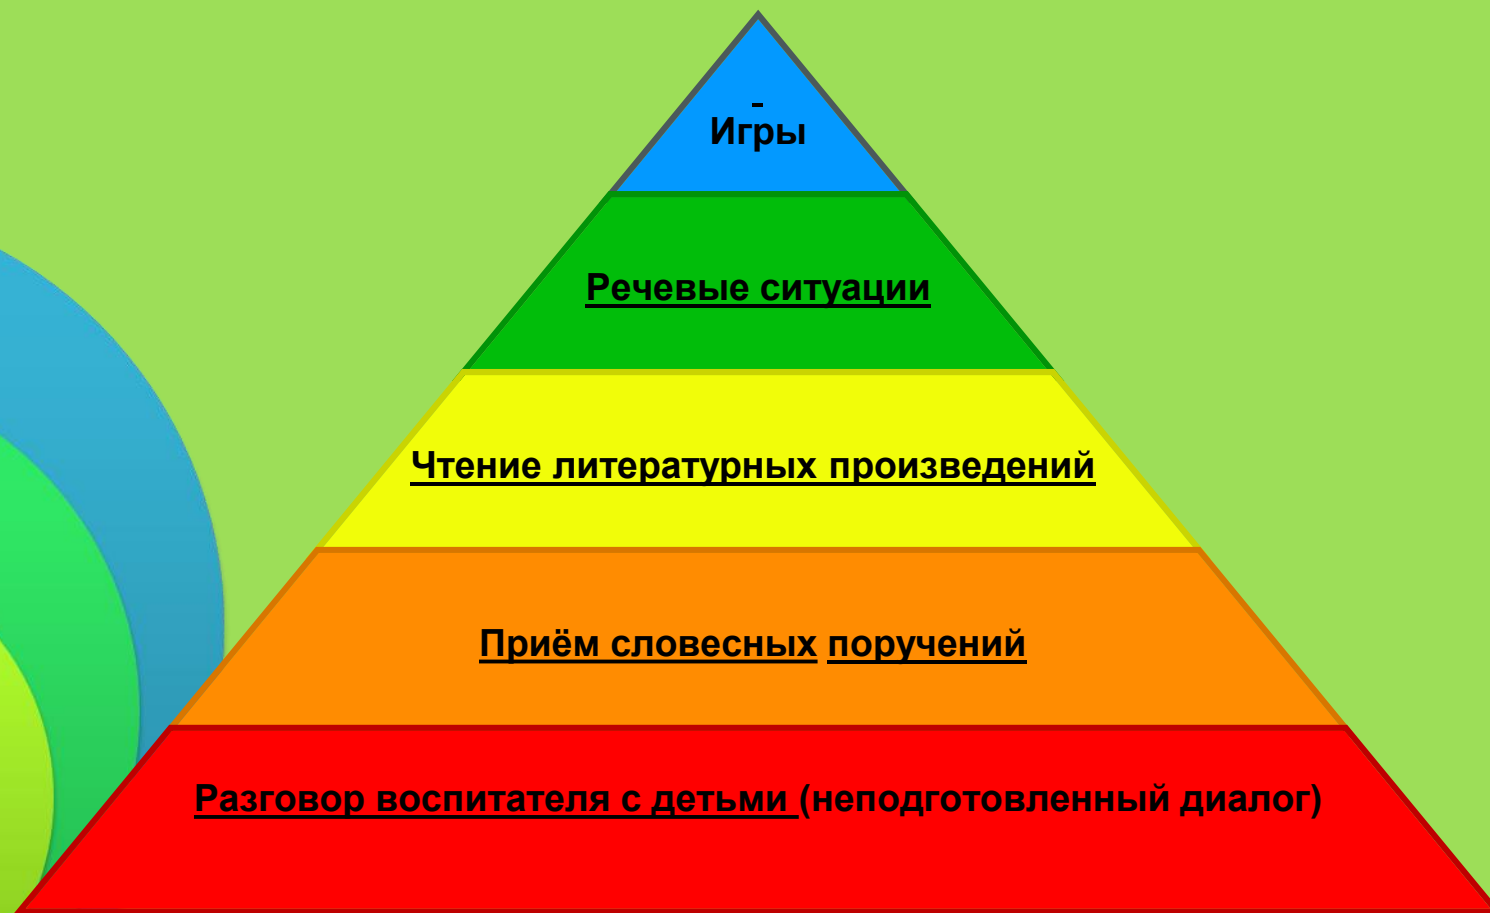 Игры
Речевые ситуации
Чтение литературных произведений
Приём словесных поручений
Разговор воспитателя с детьми (неподготовленный диалог)